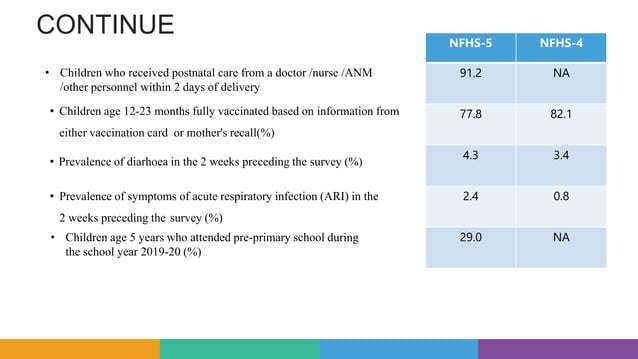 CONTINUE
• Children who received postnatal care from a doctor /nurse /ANM
/other personnel within 2 days of delivery
• Children age 12-23 months fully vaccinated based on information from
either vaccination card or mother's recall(%)
• Prevalence of diarhoea in the 2 weeks preceding the survey (%)
• Prevalence of symptoms of acute respiratory infection (ARI) in the
2 weeks preceding the survey (%)
• Children age 5 years who attended pre-primary school during
the school year 2019-20 (%)
NFHS-5 NFHS-4
91.2 NA
77.8 82.1
4.3 3.4
2.4 0.8
29.0 NA